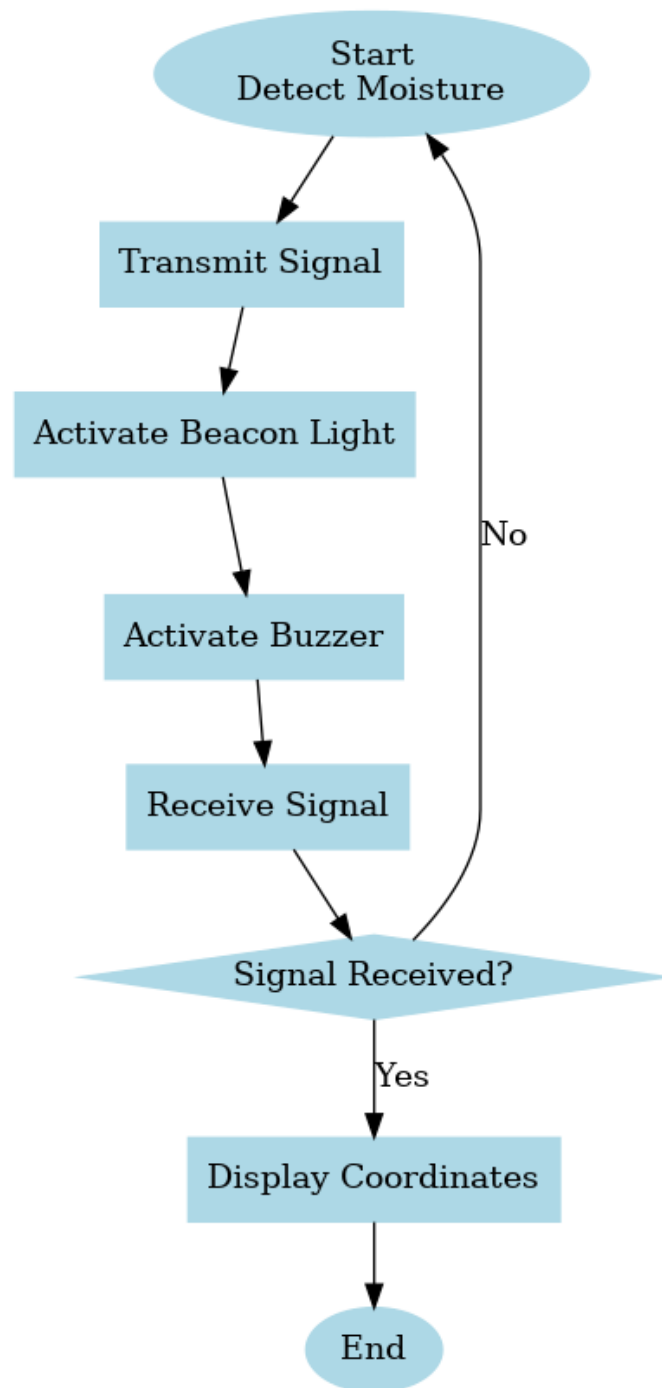 Start
Detect Moisture
Transmit Signal
Activate Beacon Light
No
Activate Buzzer
Receive Signal
Signal Received?
Yes
Display Coordinates
End